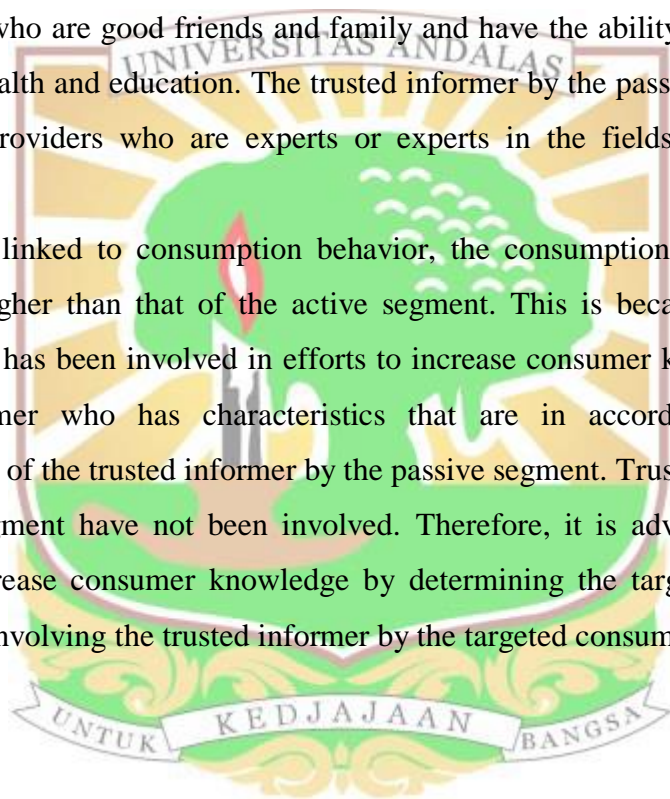 who are good friends and family and have the ability
UNIVERSITAS ANDALAS
alth and education. The trusted informer by the pass
roviders who are experts or experts in the fields
linked to consumption behavior, the consumption
gher than that of the active segment. This is beca
has been involved in efforts to increase consumer k
mer who has characteristics that are in accord
of the trusted informer by the passive segment. Trus
gment have not been involved. Therefore, it is adv
rease consumer knowledge by determining the targ
nvolving the trusted informer by the targeted consum
UNTUK KEDJAJAAN BANGSA